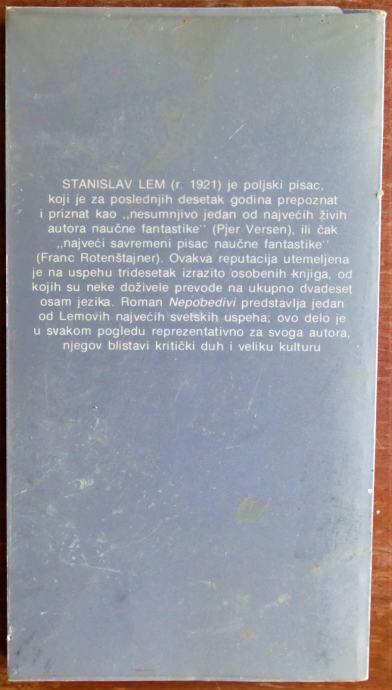 STANISLAV LEM (r. 1921) je poljski pisac,
koji je za poslednjih desetak godina prepoznat
i priznat kao ,,nesumnjivo jedan od najvećih živih
autora naučne fantastike'' (Pjer Versen), ili čak
,,najveći savremeni pisac naučne fantastike''
(Franc Rotenštajner). Ovakva reputacija utemeljena
je na uspehu tridesetak izrazito osobenih knjiga, od
kojih su neke doživele prevode na ukupno dvadeset
osam jezika. Roman Nepobedivi predstavlja jedan
od Lemovih najvećih svetskih uspeha; ovo delo je
u svakom pogledu reprezentativno za svoga autora,
njegov blistavi kritički duh i veliku kulturu